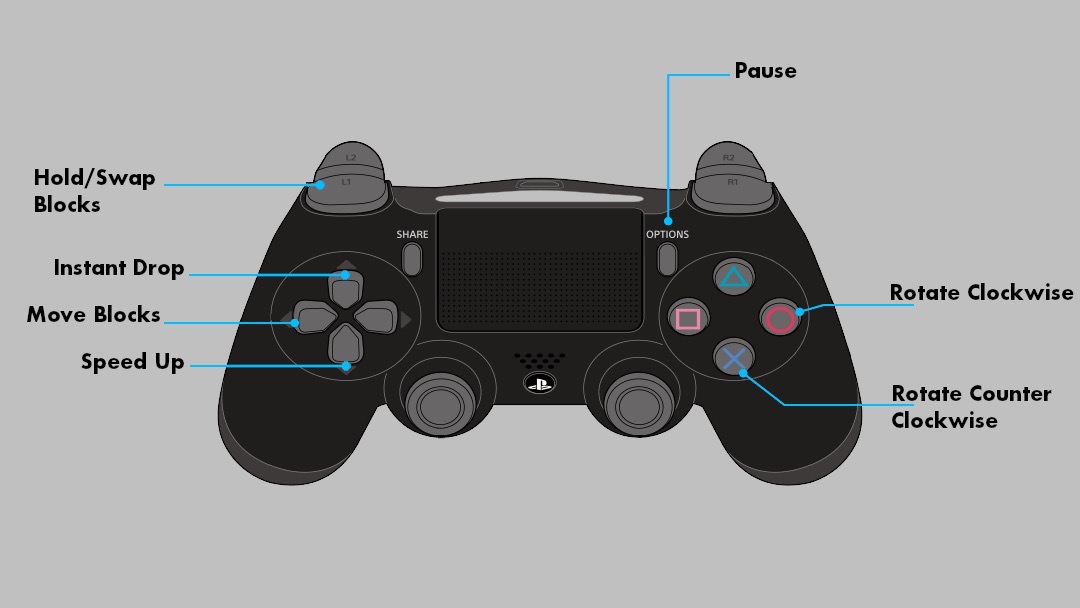 Pause
L2
R2
Hold/Swap
Blocks
L1
R1
SHARE
OPTIONS
Instant Drop
Rotate Clockwise
Move Blocks
Speed Up
Rotate Counter
Clockwise